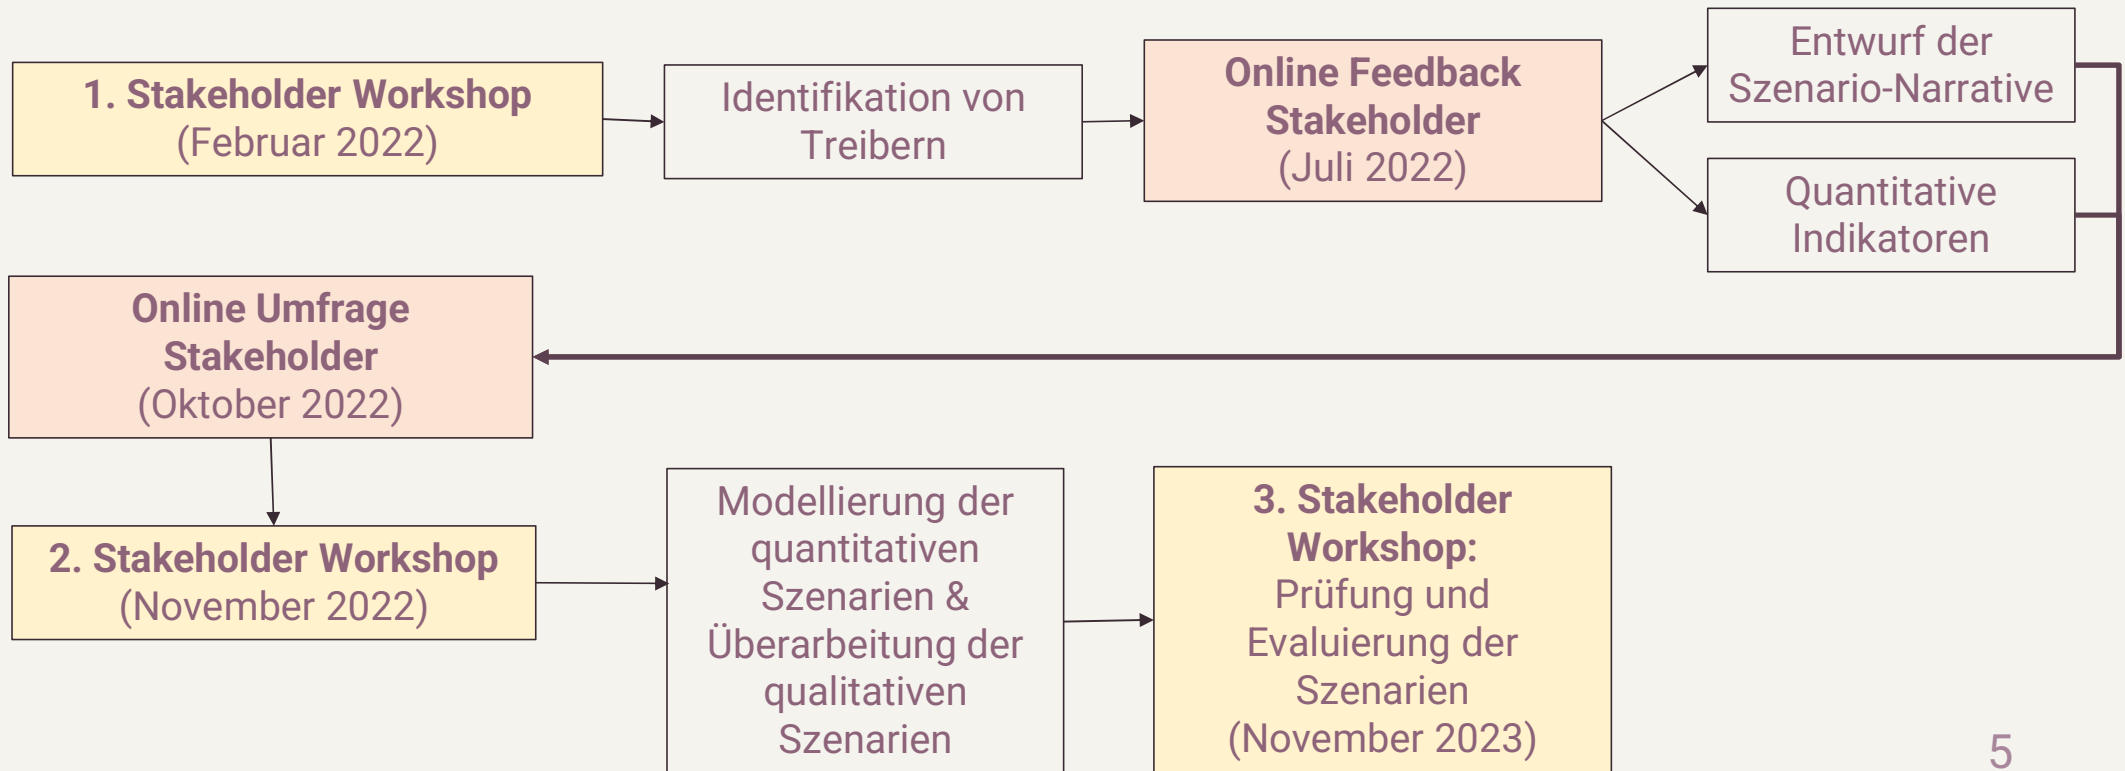 1. Stakeholder Workshop
(Februar 2022)
Identifikation von
Treibern
Online Feedback
Stakeholder
(Juli 2022)
Entwurf der
Szenario-Narrative
Quantitative
Indikatoren
Online Umfrage
Stakeholder
(Oktober 2022)
2. Stakeholder Workshop
(November 2022)
Modellierung der
quantitativen
Szenarien &
Überarbeitung der
qualitativen
Szenarien
3. Stakeholder
Workshop:
Prüfung und
Evaluierung der
Szenarien
(November 2023)
5